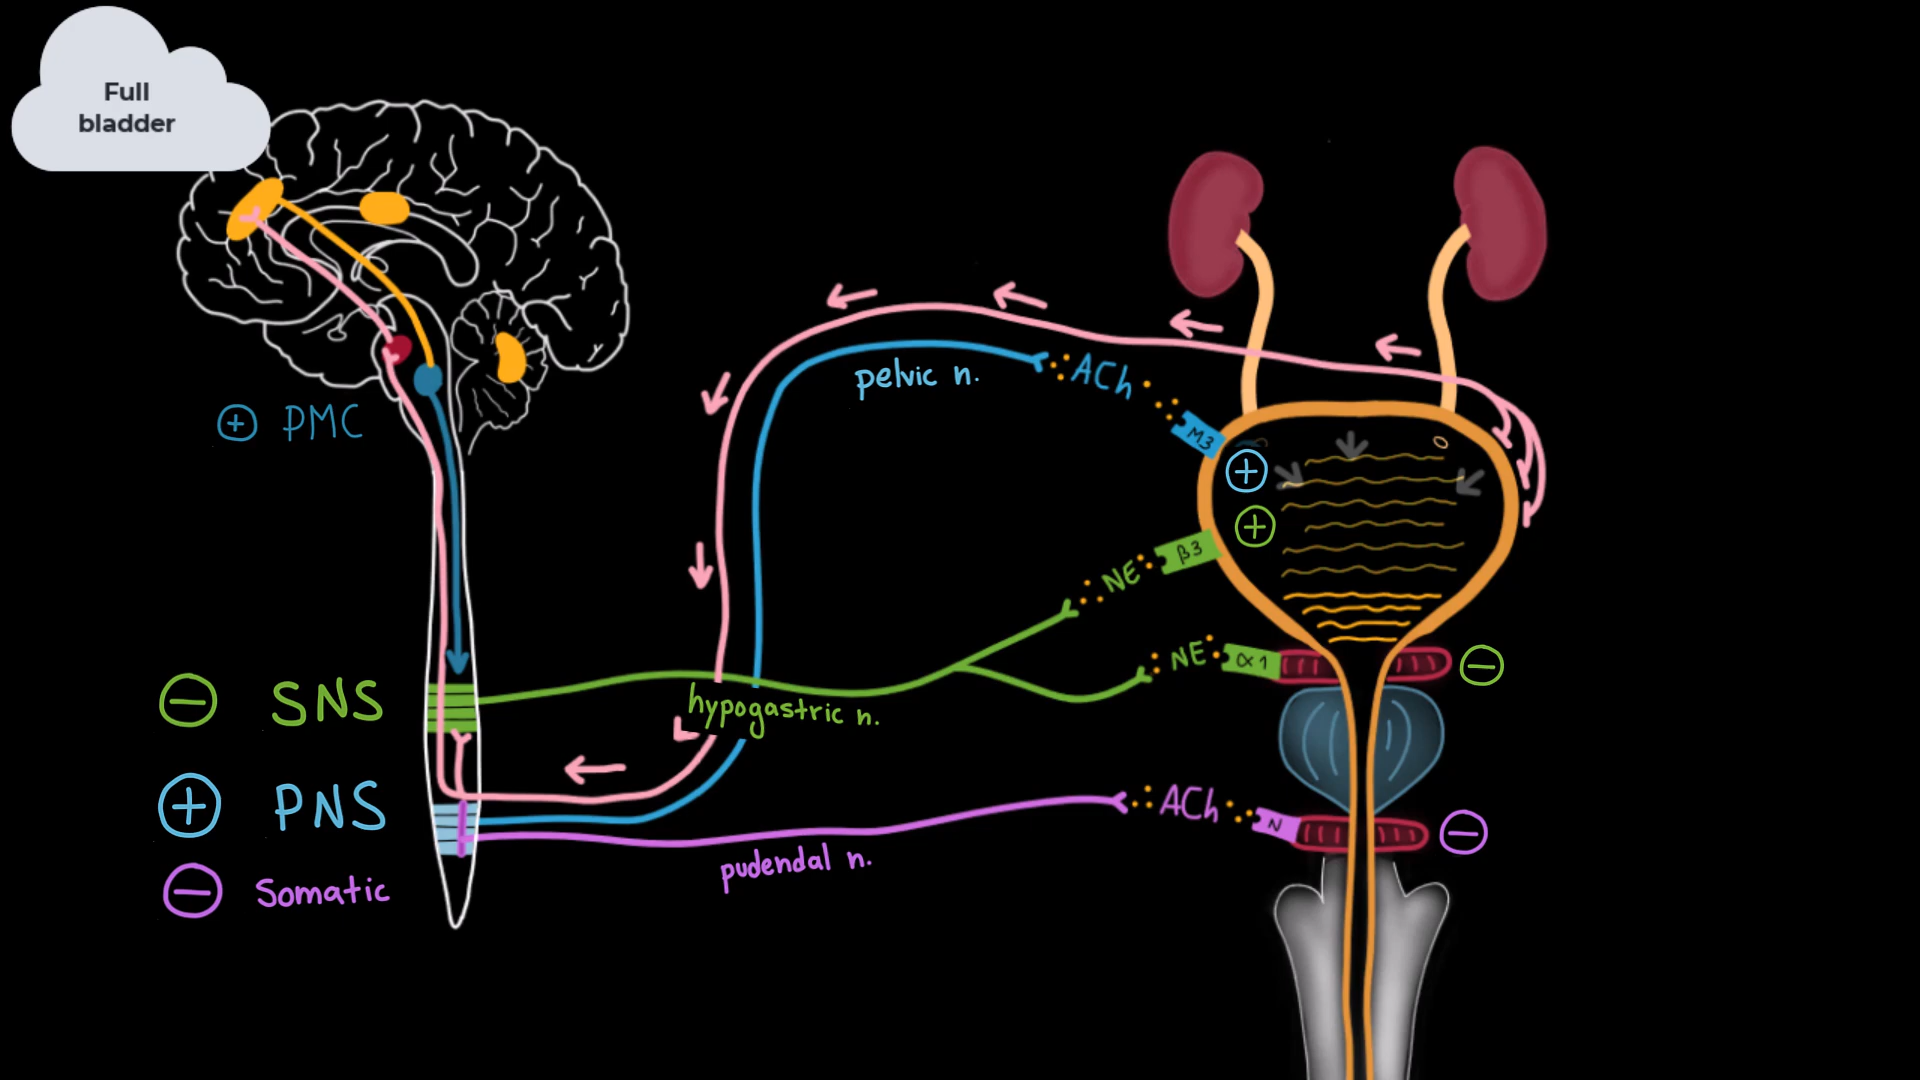 Full
bladder
⊕ PMC
pelvic n.
ACh
M3
⊕
⊕
β3
NE
NE
α1
⊖
⊖ SNS
hypogastric n.
⊕ PNS
ACh
N
⊖
pudendal n.
⊖ Somatic